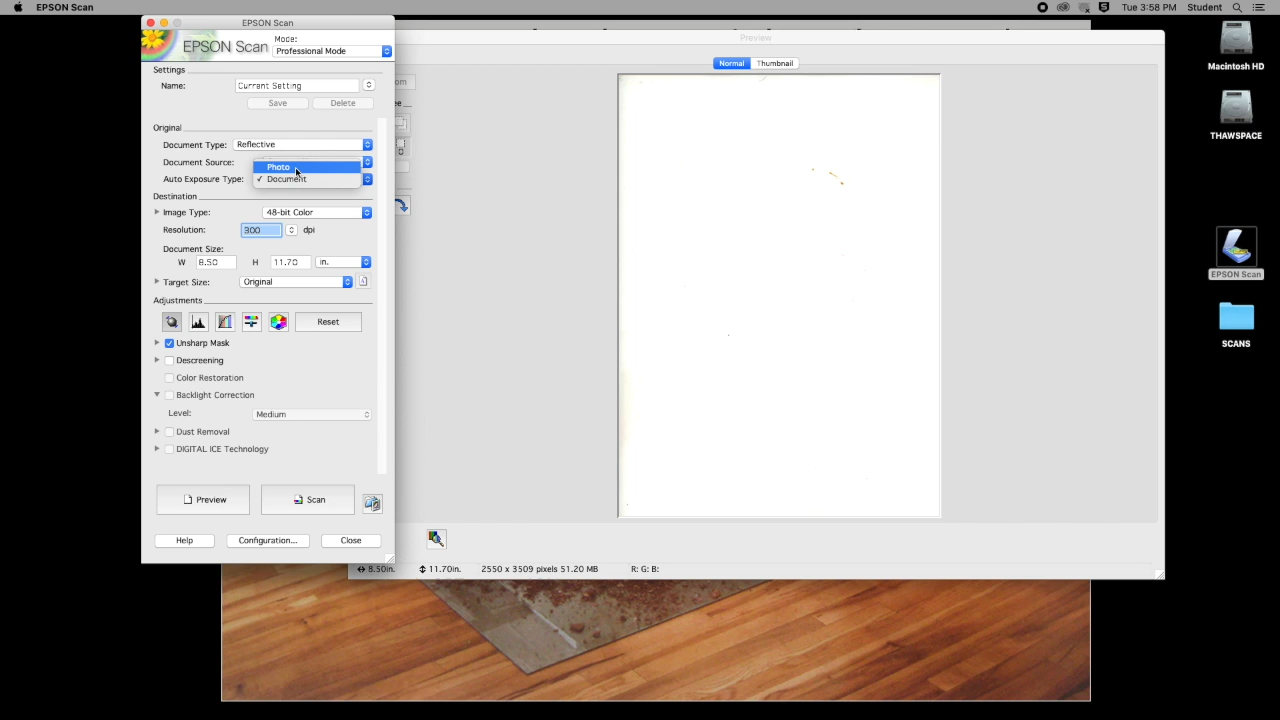 EPSON Scan
Tue 3:58 PM Student
EPSON Scan
EPSON Scan
Mode:
Professional Mode
Settings
Name: Current Setting
Save Delete
Original
Document Type: Reflective
Document Source:
Photo
Auto Exposure Type: ✓ Document
Destination
Image Type: 48-bit Color
Resolution: 300 dpi
Document Size:
W 8.50 H 11.70 in.
Target Size: Original
Adjustments
Reset
Unsharp Mask
Descreening
Color Restoration
Backlight Correction
Level: Medium
Dust Removal
DIGITAL ICE Technology
Preview Scan
Help Configuration... Close
Preview
Normal Thumbnail
8.50in. 11.70in. 2550 x 3509 pixels 51.20 MB R: G: B:
Macintosh HD
THAWSPACE
EPSON Scan
SCANS